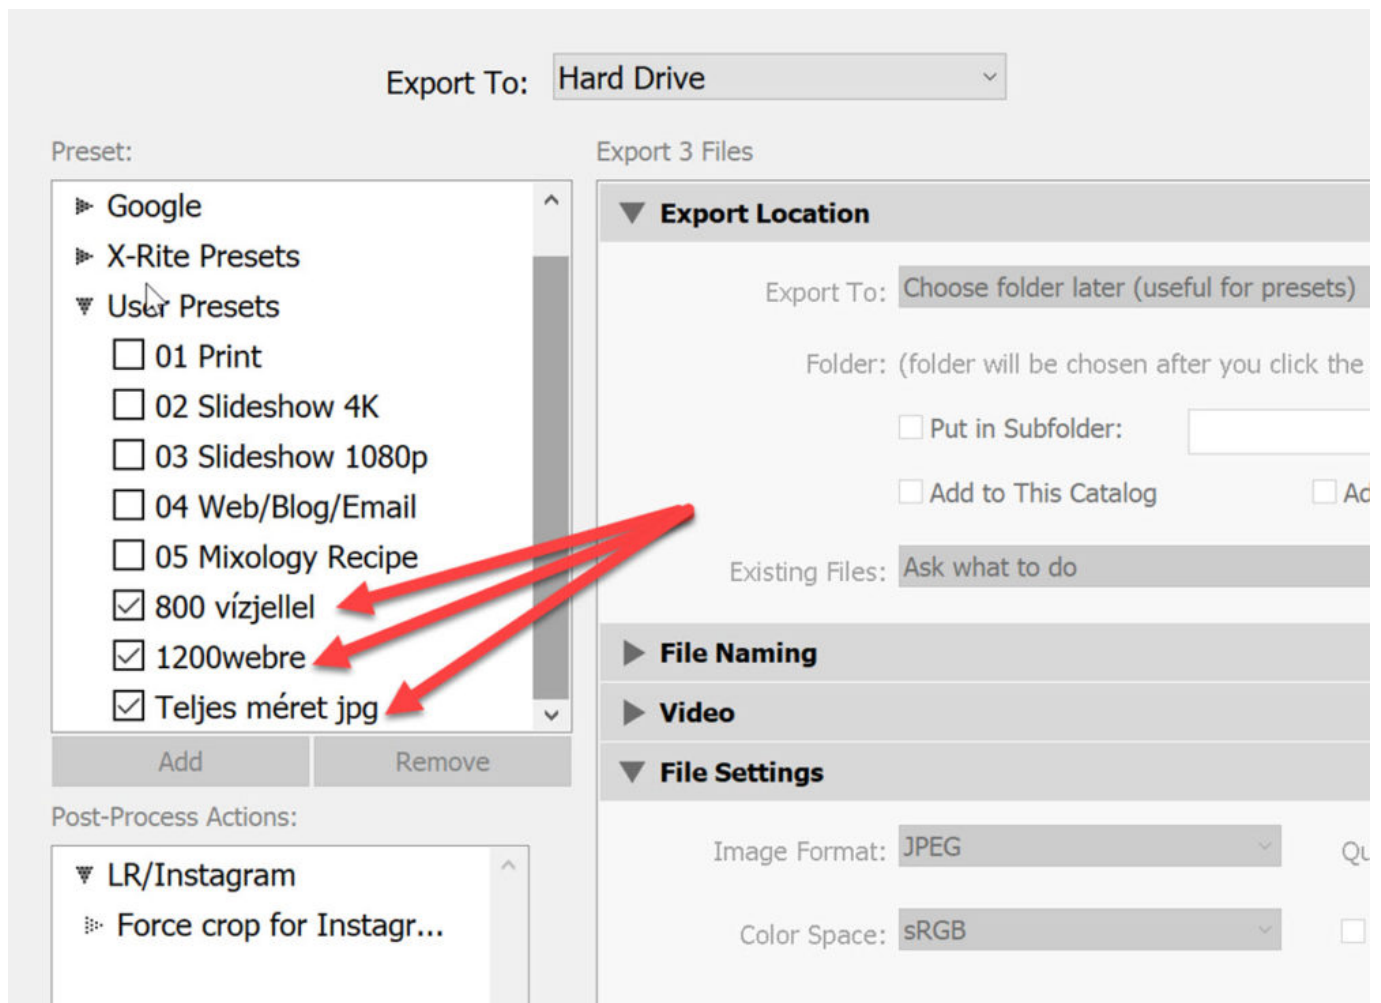 Export To: Hard Drive
Preset:
Google
X-Rite Presets
User Presets
01 Print
02 Slideshow 4K
03 Slideshow 1080p
04 Web/Blog/Email
05 Mixology Recipe
800 vízjellel
1200webre
Teljes méret jpg
Add Remove
Post-Process Actions:
LR/Instagram
Force crop for Instagr...
Export 3 Files
Export Location
Export To: Choose folder later (useful for presets)
Folder: (folder will be chosen after you click the
Put in Subfolder:
Add to This Catalog Ad
Existing Files: Ask what to do
File Naming
Video
File Settings
Image Format: JPEG Qu
Color Space: sRGB